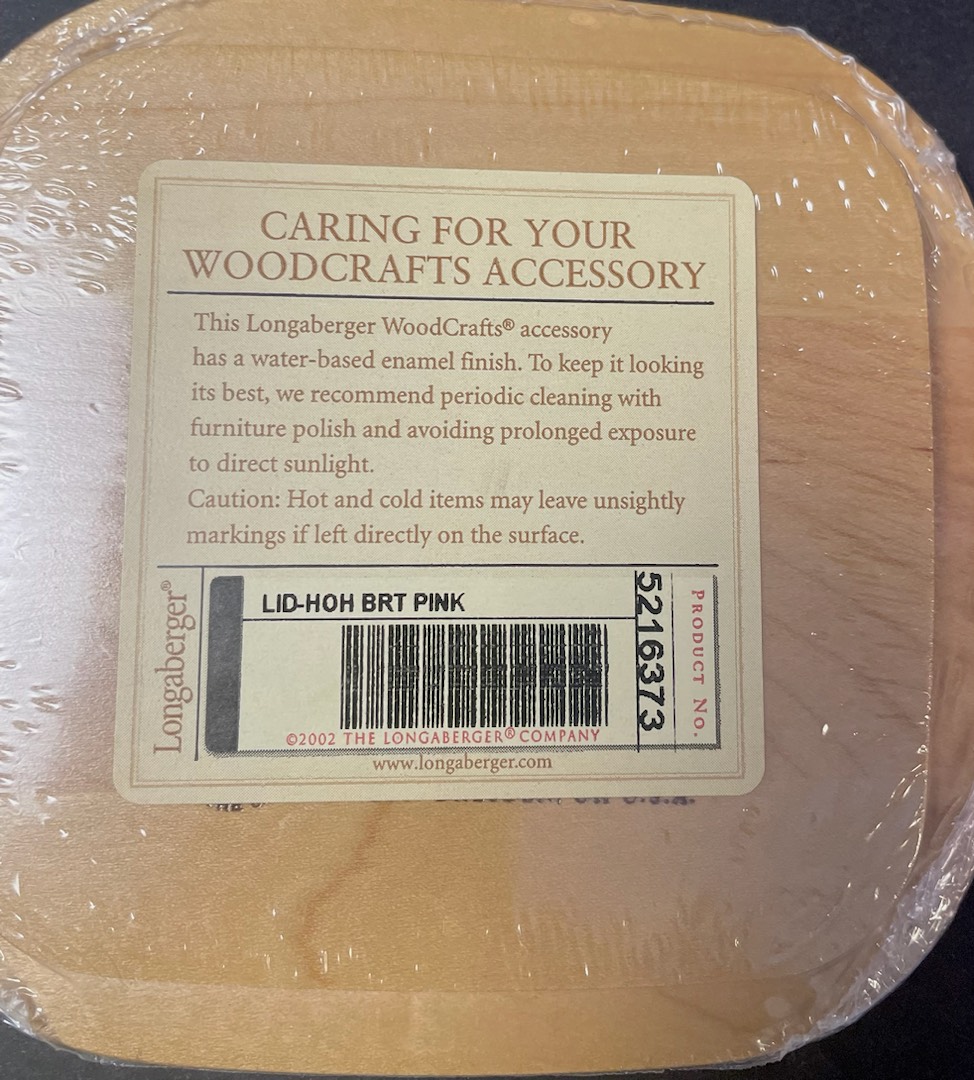 CARING FOR YOUR
WOODCRAFTS ACCESSORY
This Longaberger WoodCrafts® accessory
has a water-based enamel finish. To keep it looking
its best, we recommend periodic cleaning with
furniture polish and avoiding prolonged exposure
to direct sunlight.
Caution: Hot and cold items may leave unsightly
markings if left directly on the surface.
Longaberger®
LID-HOH BRT PINK
5216373
PRODUCT NO.
©2002 THE LONGABERGER® COMPANY
www.longaberger.com
U.S.A.